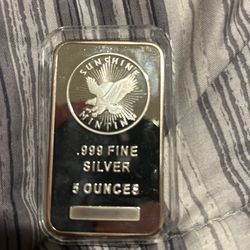 SUNSHINE
MINTING
.999 FINE
SILVER
5 OUNCES